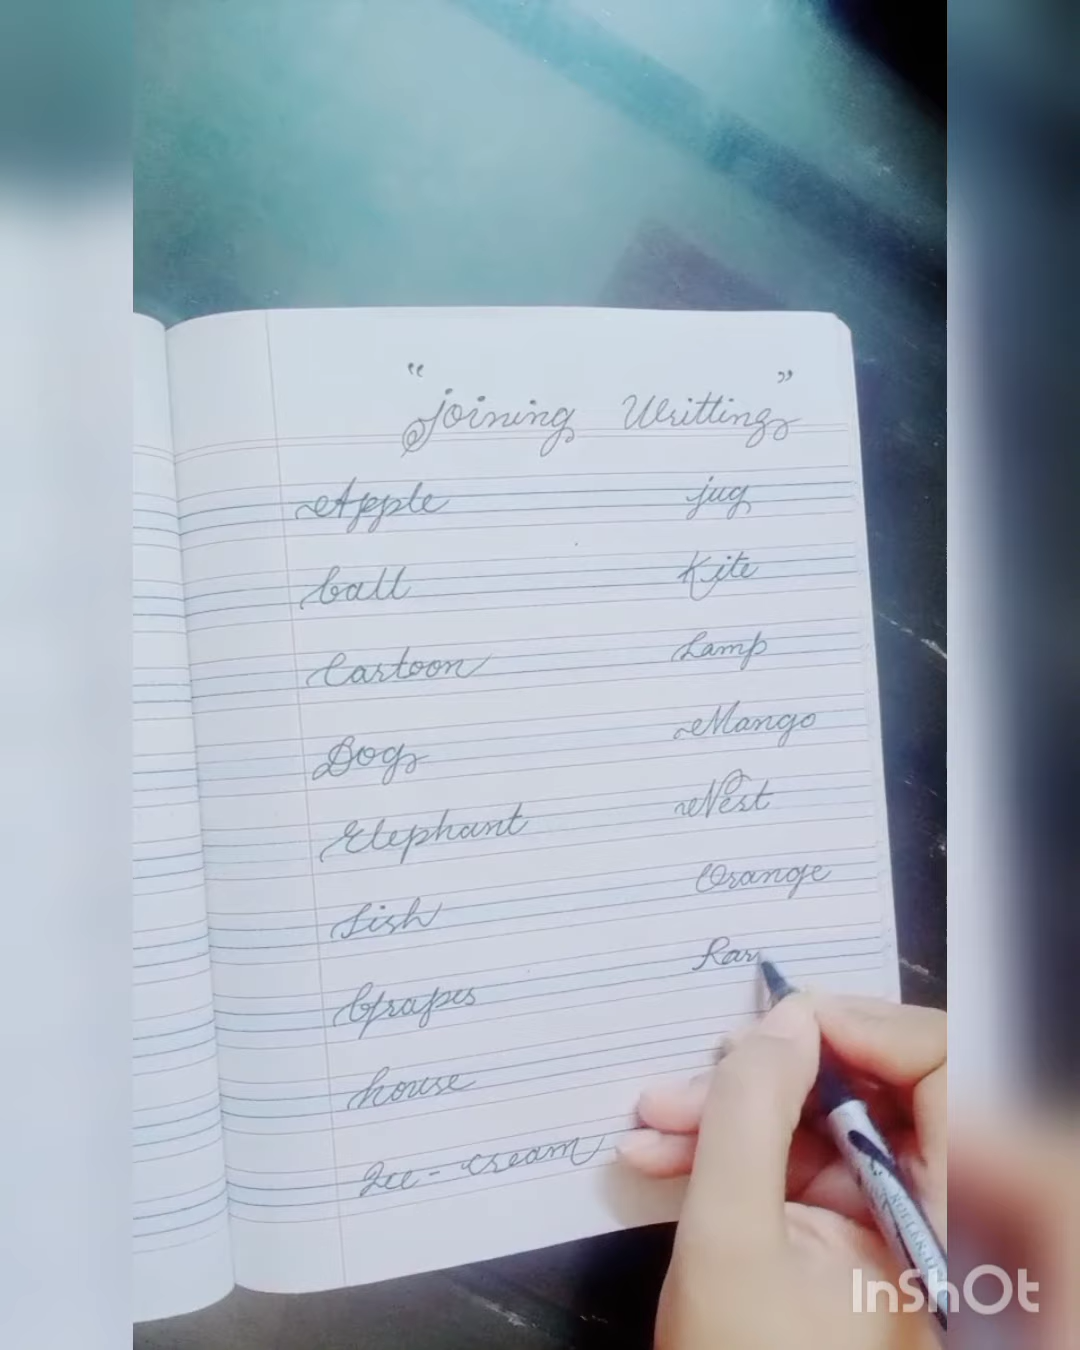 "Joining Writting"
Apple
ball
Cartoon
Dog
Elephant
Fish
Grapes
house
Ice - cream
jug
Kite
Lamp
Mango
Nest
Orange
InShOt